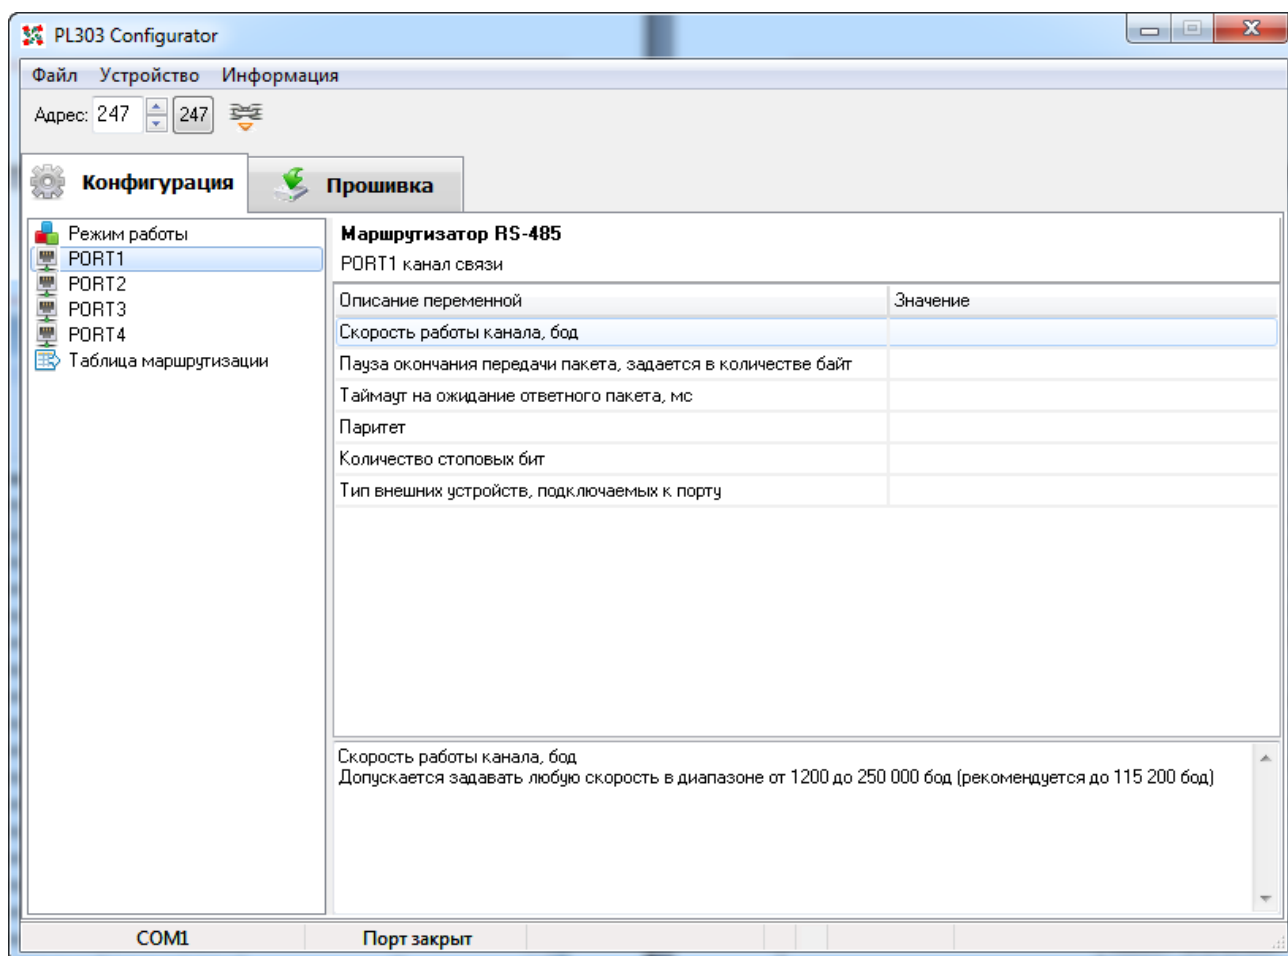 PL303 Configurator
Файл Устройство Информация
Адрес: 247 247
Конфигурация Прошивка
Режим работы
PORT1
PORT2
PORT3
PORT4
Таблица маршрутизации
Маршрутизатор RS-485
PORT1 канал связи
Описание переменной Значение
Скорость работы канала, бод
Пауза окончания передачи пакета, задается в количестве байт
Таймаут на ожидание ответного пакета, мс
Паритет
Количество стоповых бит
Тип внешних устройств, подключаемых к порту
Скорость работы канала, бод
Допускается задавать любую скорость в диапазоне от 1200 до 250 000 бод (рекомендуется до 115 200 бод)
COM1 Порт закрыт